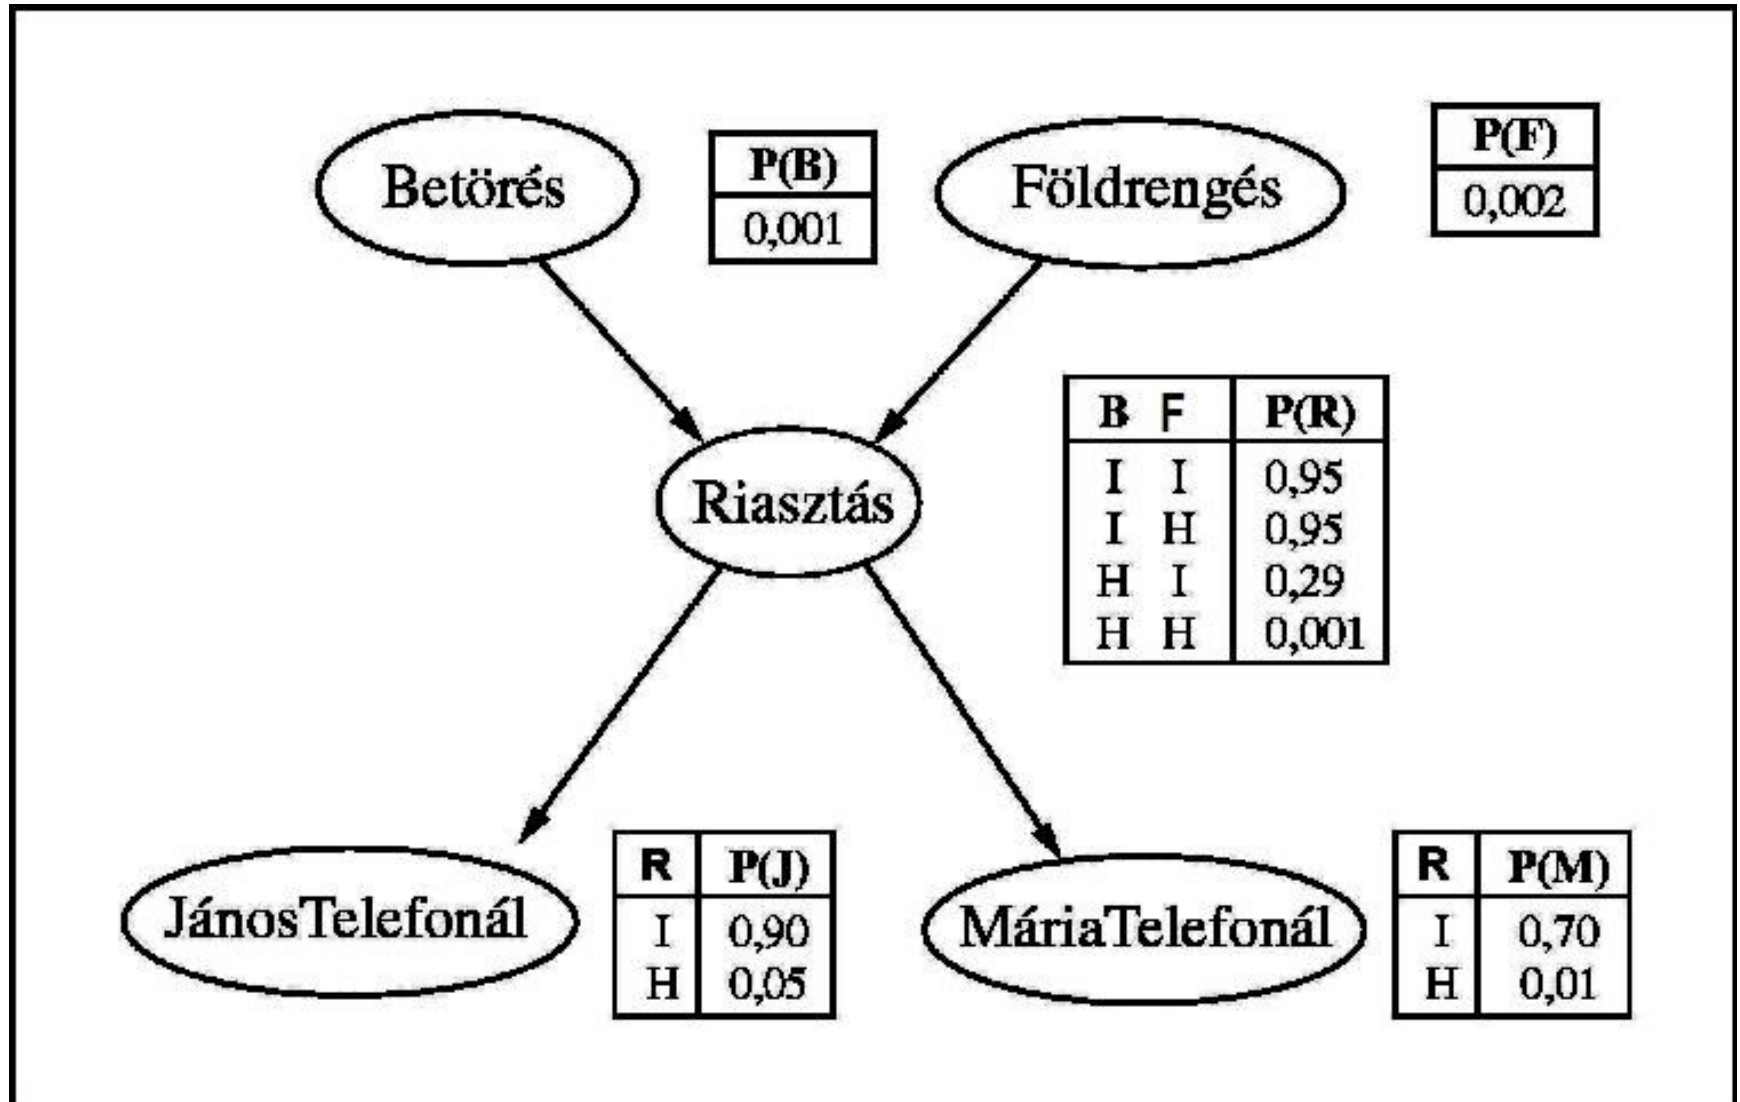 Betörés
P(B)
0,001
Földrengés
P(F)
0,002
Riasztás
B F P(R)
I I 0,95
I H 0,95
H I 0,29
H H 0,001
JánosTelefonál
R P(J)
I 0,90
H 0,05
MáriaTelefonál
R P(M)
I 0,70
H 0,01